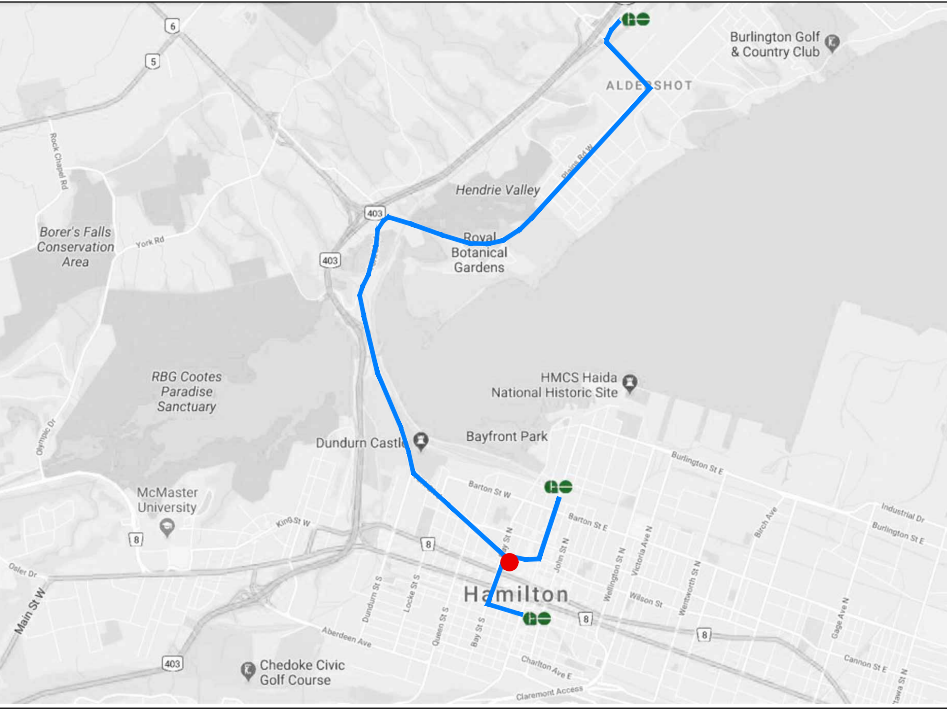 6
5
Burlington Golf
& Country Club
ALDERSHOT
Rock Chapel Rd
Plains Rd W
Hendrie Valley
403
Borer's Falls
Conservation
Area
York Rd
Royal
Botanical
Gardens
403
RBG Cootes
Paradise
Sanctuary
HMCS Haida
National Historic Site
Olympic Dr
Dundurn Castle
Bayfront Park
Burlington St E
McMaster
University
Barton St W
Industrial Dr
King St W
Barton St E
Birch Ave
Burlington St E
8
8
John St N
Victoria Ave N
Wellington St N
Wentworth St N
Osler Dr
Main St W
Hamilton
Wilson St
Dundurn St S
Locke St S
Queen St S
Bay St S
8
8
Gage Ave N
Aberdeen Ave
403
Chedoke Civic
Golf Course
Charlton Ave E
Cannon St E
Claremont Access